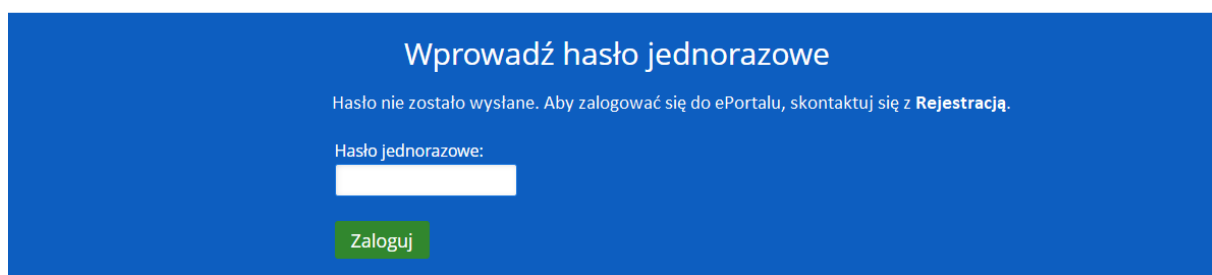 Wprowadź hasło jednorazowe
Hasło nie zostało wysłane. Aby zalogować się do ePortalu, skontaktuj się z Rejestracją.
Hasło jednorazowe:
Zaloguj